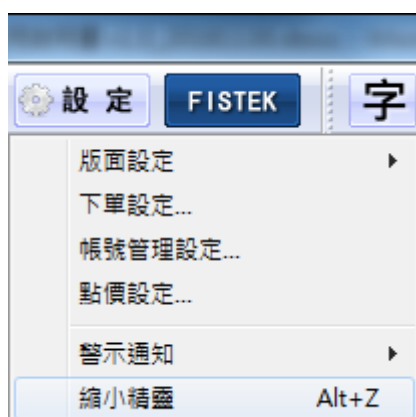 設 定 FISTEK 字
版面設定
下單設定...
帳號管理設定...
點價設定...
警示通知
縮小精靈 Alt+Z